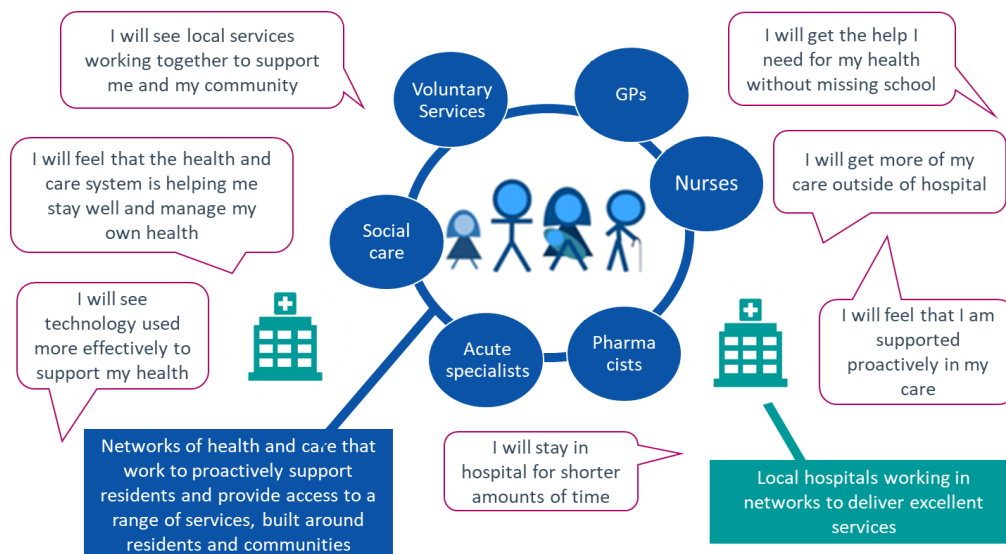 I will see local services
working together to support
me and my community
Voluntary
Services
GPs
I will get the help I
need for my health
without missing school
I will feel that the health and
care system is helping me
stay well and manage my
own health
Social
care
Nurses
I will get more of my
care outside of hospital
I will see
technology used
more effectively to
support my health
Acute
specialists
Pharma
cists
I will feel that I am
supported
proactively in my
care
Networks of health and care that
work to proactively support
residents and provide access to a
range of services, built around
residents and communities
I will stay in
hospital for shorter
amounts of time
Local hospitals working in
networks to deliver excellent
services